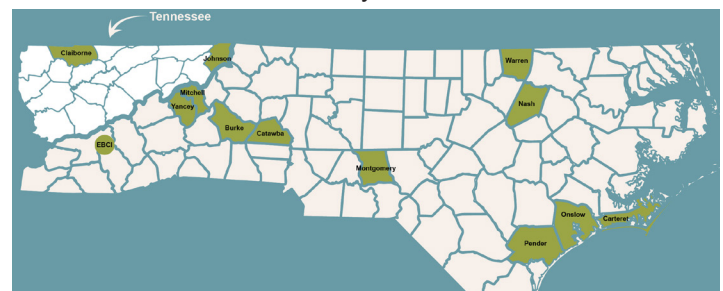 Tennessee
Claiborne
Johnson
Warren
Mitchell
Yancey
Nash
Burke
Catawba
EBCI
Montgomery
Onslow
Carteret
Pender